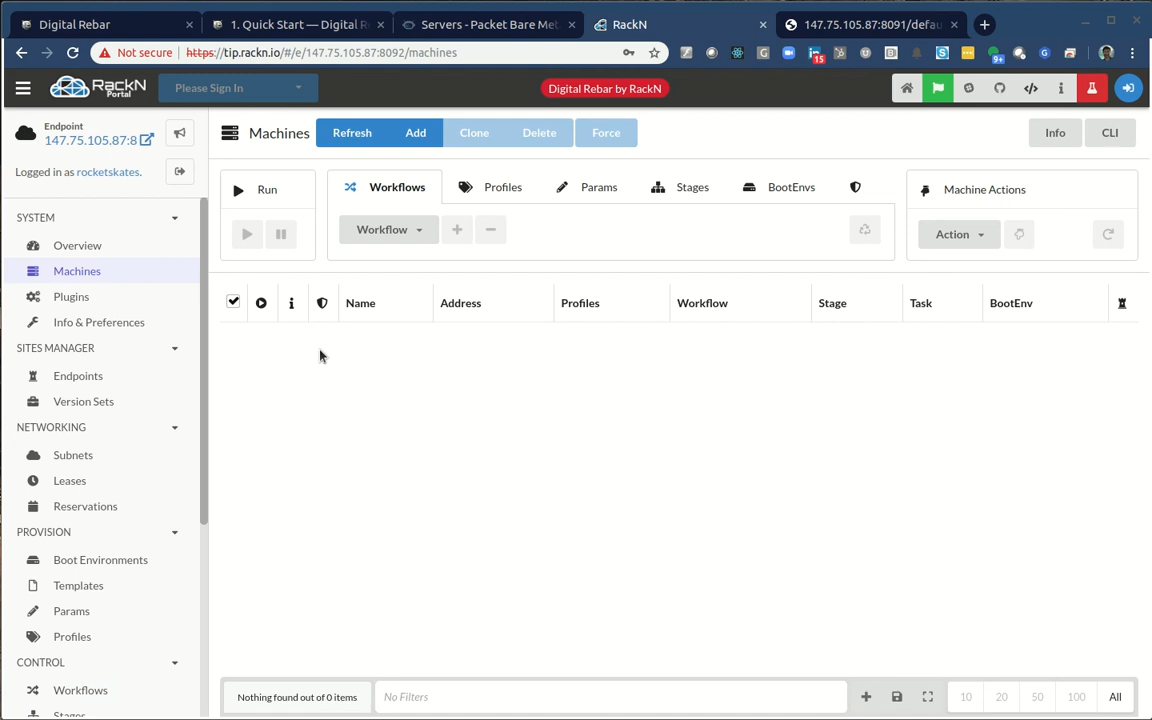 Digital Rebar
1. Quick Start — Digital R
Servers - Packet Bare Met
RackN
147.75.105.87:8091/defau
Not secure
https://tip.rackn.io/#/e/147.75.105.87:8092/machines
15
9+
RackN
Portal
Please Sign In
Digital Rebar by RackN
Endpoint
147.75.105.87:8
Logged in as rocketskates.
Machines
Refresh
Add
Clone
Delete
Force
Info
CLI
Run
Workflows
Profiles
Params
Stages
BootEnvs
Machine Actions
Workflow
Action
SYSTEM
Overview
Machines
Plugins
Info & Preferences
SITES MANAGER
Endpoints
Version Sets
NETWORKING
Subnets
Leases
Reservations
PROVISION
Boot Environments
Templates
Params
Profiles
CONTROL
Workflows
Stages
Name
Address
Profiles
Workflow
Stage
Task
BootEnv
Nothing found out of 0 items
No Filters
10
20
50
100
All